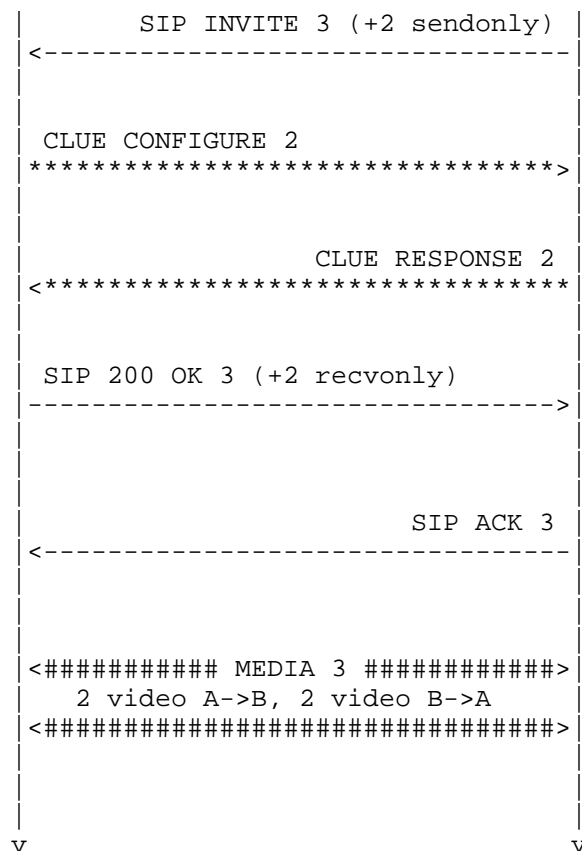 SIP INVITE 3 (+2 sendonly)
<---------------------------------
CLUE CONFIGURE 2
*********************************>
CLUE RESPONSE 2
<*********************************
SIP 200 OK 3 (+2 recvonly)
--------------------------------->
SIP ACK 3
<---------------------------------
<########### MEDIA 3 ############>
2 video A->B, 2 video B->A
<################################>
V V